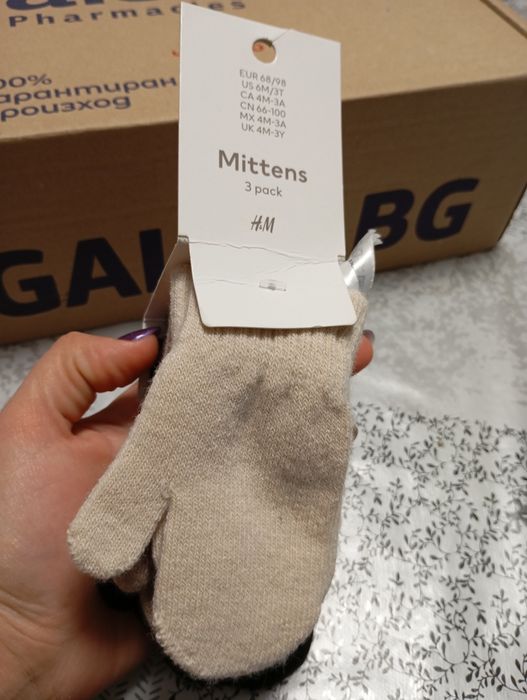 Pharmacies
00%
арантиран
роизход
EUR 68/98
US 6M/3T
CA 4M-3A
CN 66-100
MX 4M-3A
UK 4M-3Y
Mittens
3 pack
H&M
GAL
BG